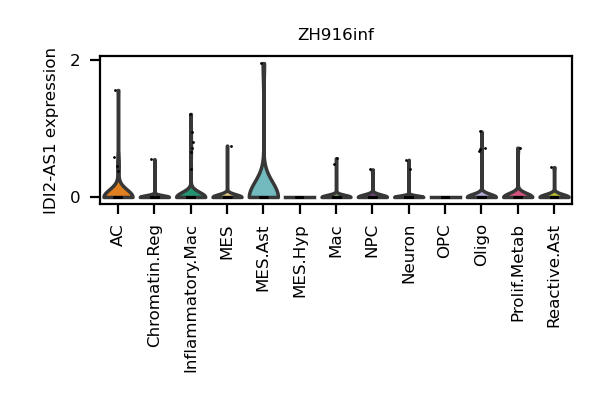 ZH916inf
IDI2-AS1 expression
2
0
AC
Chromatin.Reg
Inflammatory.Mac
MES
MES.Ast
MES.Hyp
Mac
NPC
Neuron
OPC
Oligo
Prolif.Metab
Reactive.Ast